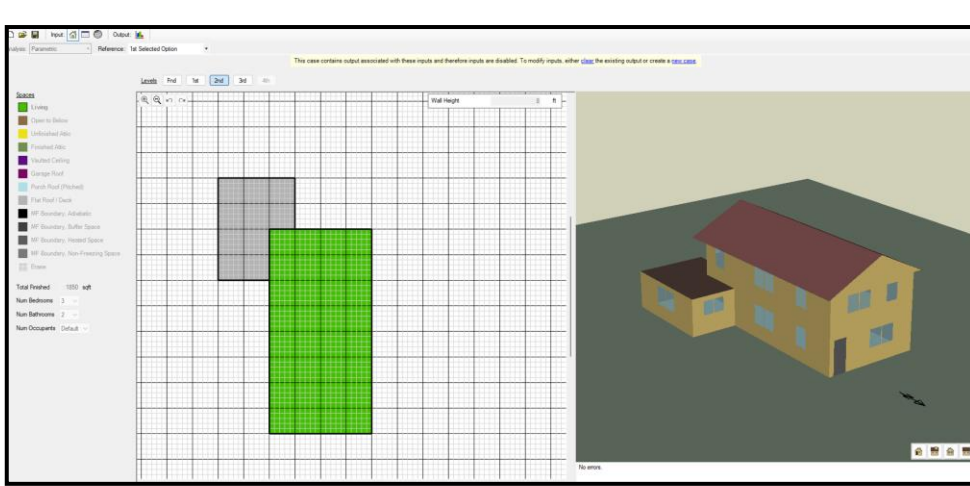 Input: Output:
Analysis: Parametric Reference: 1st Selected Option
This case contains output associated with these inputs and therefore inputs are disabled. To modify inputs, either clear the existing output or create a new case.
Levels Fnd 1st 2nd 3rd 4th
Wall Height ft
Spaces
Living
Open to Below
Unfinished Attic
Finished Attic
Vaulted Ceiling
Garage Roof
Porch Roof (Pitched)
Flat Roof / Deck
MF Boundary, Adiabatic
MF Boundary, Buffer Space
MF Boundary, Heated Space
MF Boundary, Non-Freezing Space
Erase
Total Finished sqft
Num Bedrooms 3
Num Bathrooms 2
Num Occupants Default
No errors.